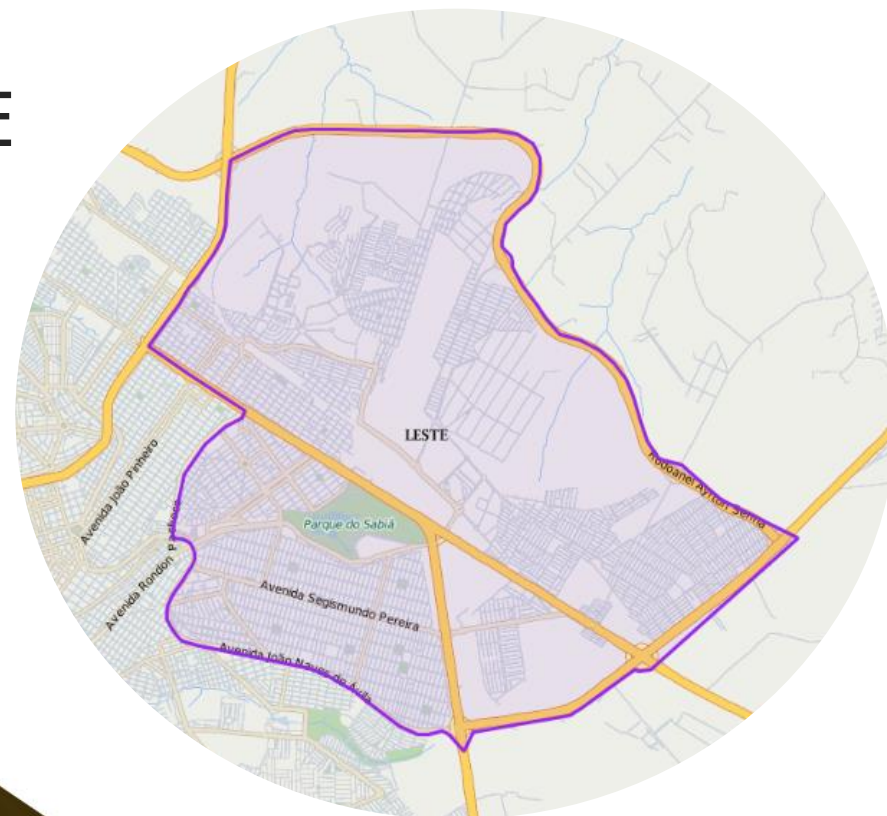 E
LESTE
Rodoanel Ayrton Senna
Avenida João Pinheiro
Parque do Sabiá
Avenida Rondon Pacheco
Avenida Segismundo Pereira
Avenida João Naves de Ávila